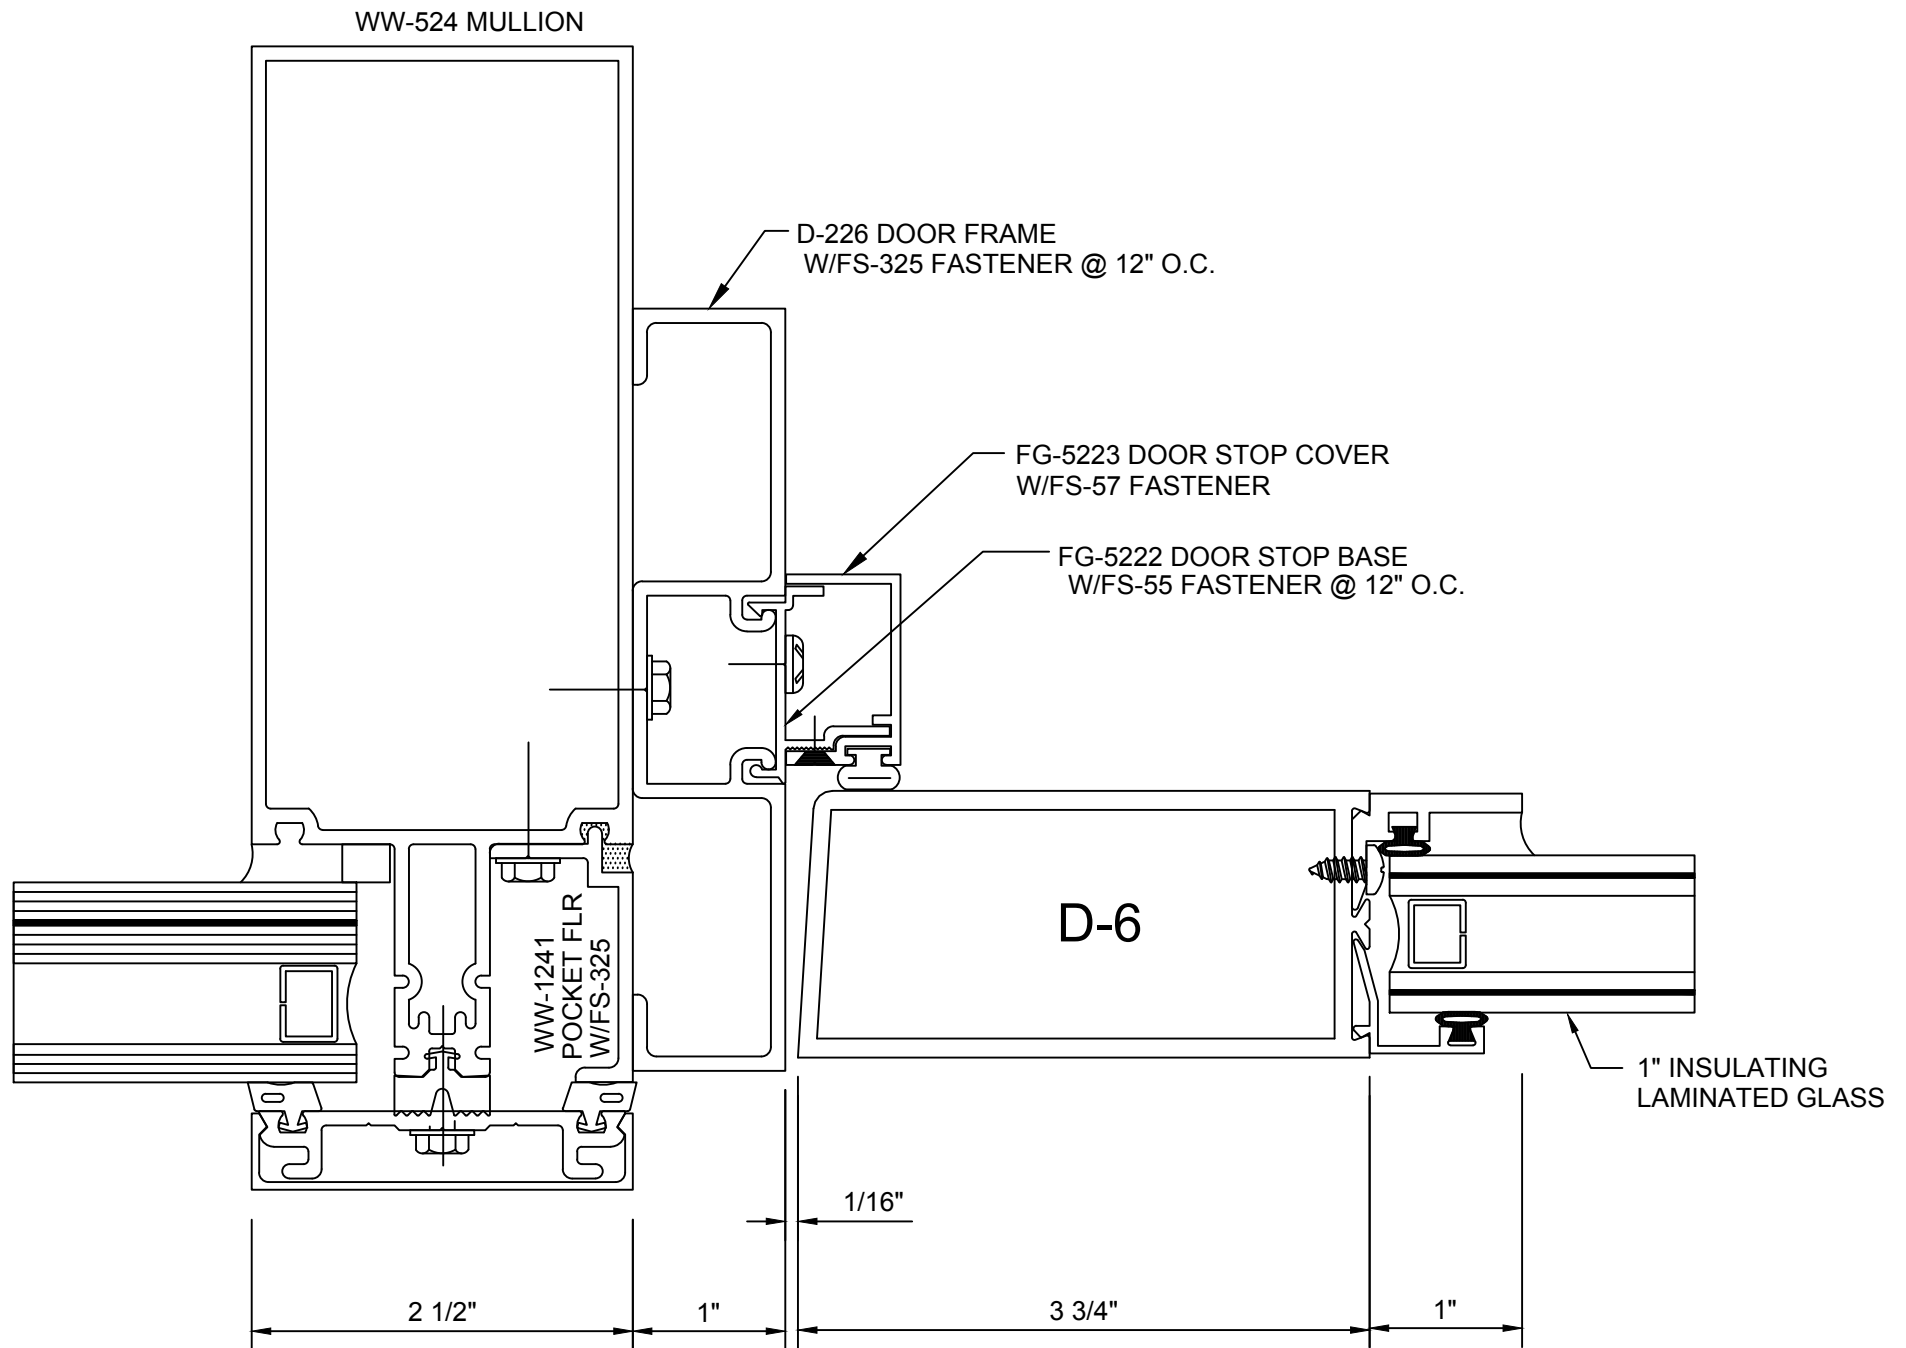 WW-524 MULLION
D-226 DOOR FRAME
W/FS-325 FASTENER @ 12" O.C.
FG-5223 DOOR STOP COVER
W/FS-57 FASTENER
FG-5222 DOOR STOP BASE
W/FS-55 FASTENER @ 12" O.C.
D-6
WW-1241
POCKET FLR
W/FS-325
1" INSULATING
LAMINATED GLASS
1/16"
2 1/2"
1"
3 3/4"
1"